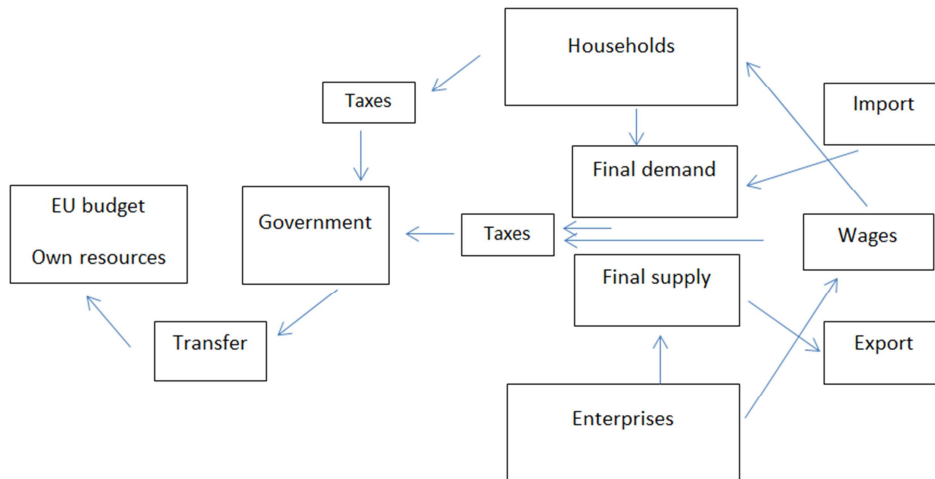 Households
Taxes
Import
Final demand
EU budget
Own resources
Government
Taxes
Wages
Final supply
Transfer
Export
Enterprises